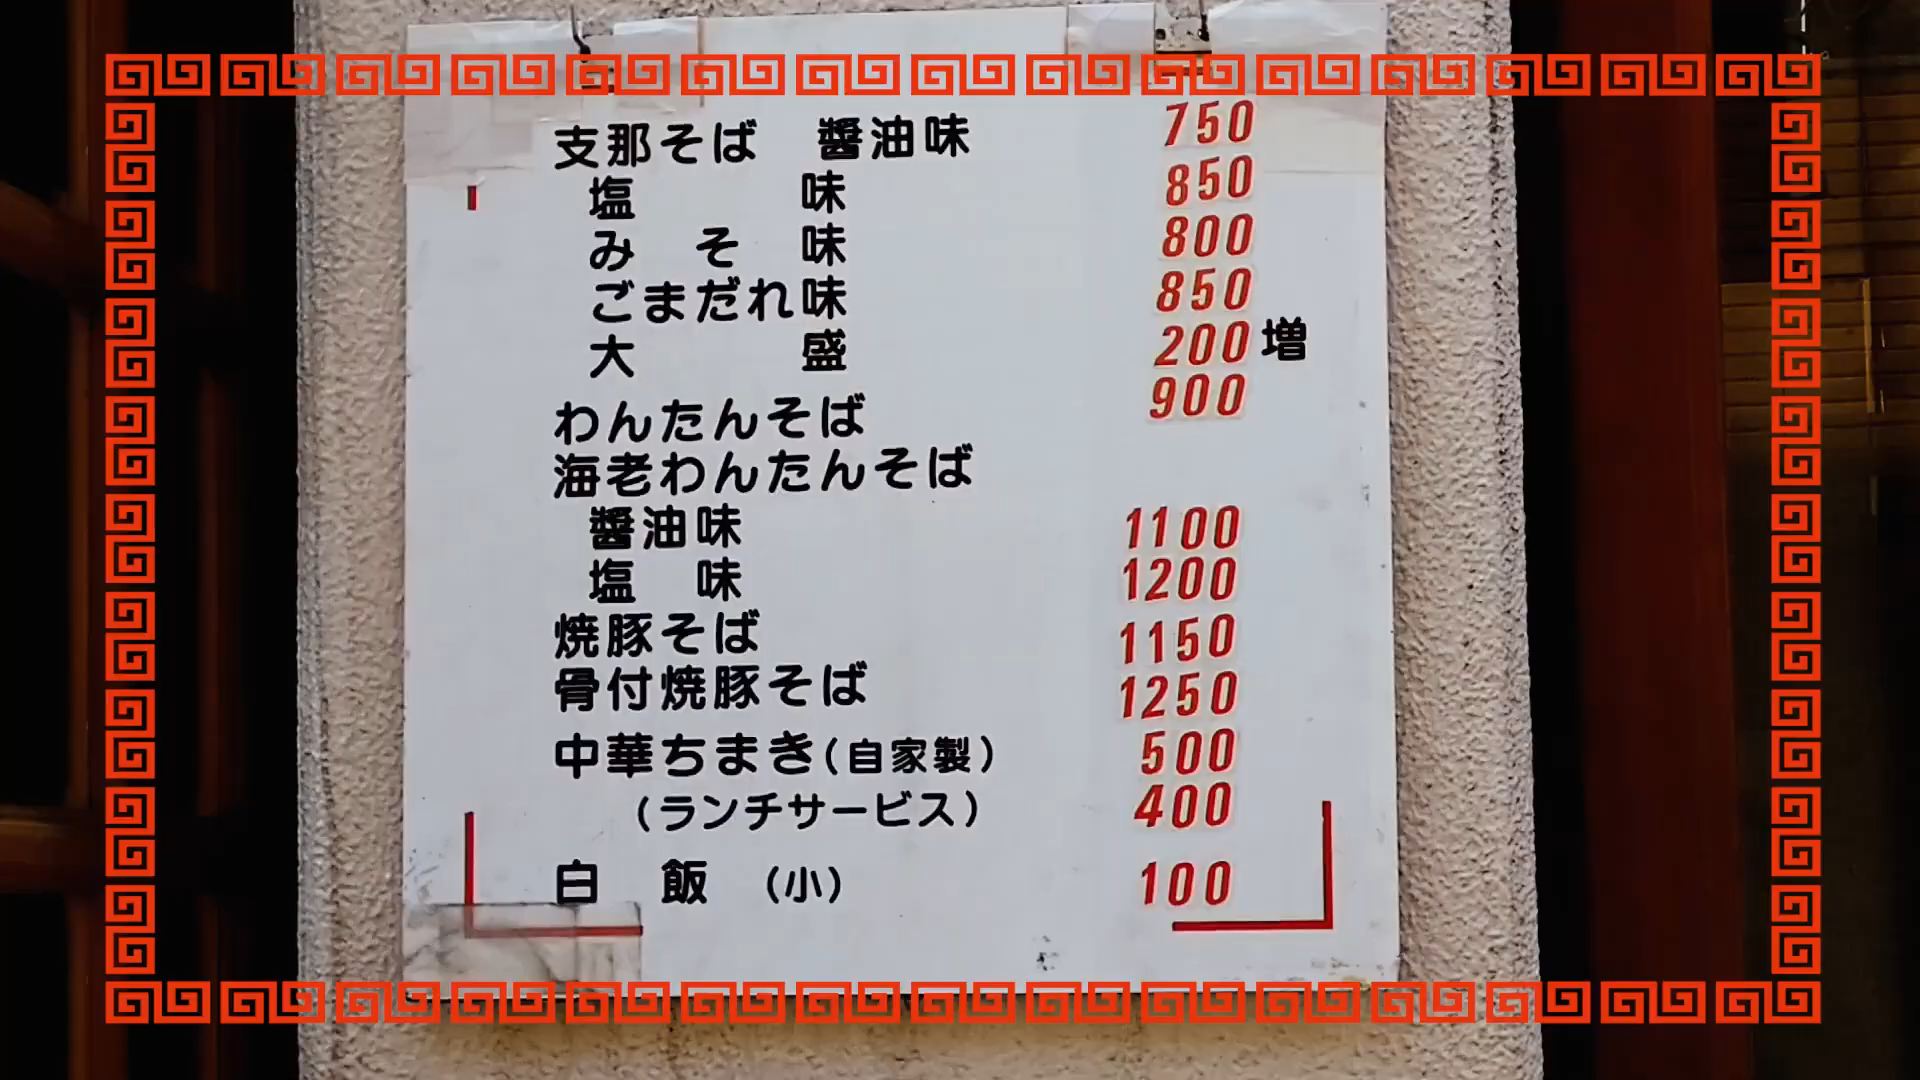 支那そば　醬油味　750
塩　味　850
みそ味　800
ごまだれ味　850
大　盛　200増
わんたんそば　900
海老わんたんそば
醬油味　1100
塩　味　1200
焼豚そば　1150
骨付焼豚そば　1250
中華ちまき(自家製)　500
(ランチサービス)　400
白　飯　(小)　100